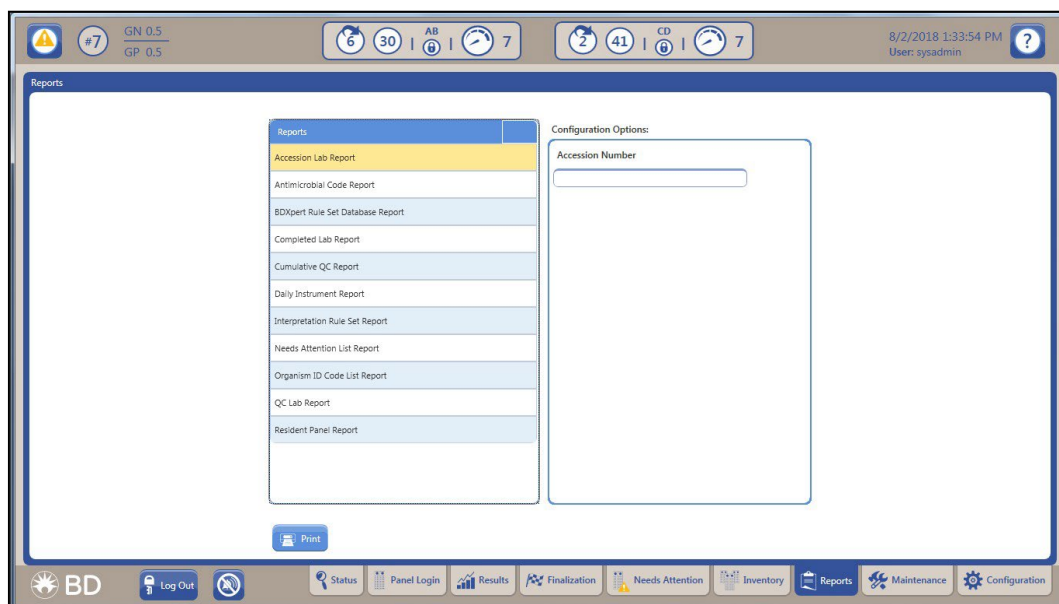 #7
GN 0.5
GP 0.5
6 30 | AB | 7
2 41 | CD | 7
8/2/2018 1:33:54 PM
User: sysadmin
?
Reports
Reports
Accession Lab Report
Antimicrobial Code Report
BDXpert Rule Set Database Report
Completed Lab Report
Cumulative QC Report
Daily Instrument Report
Interpretation Rule Set Report
Needs Attention List Report
Organism ID Code List Report
QC Lab Report
Resident Panel Report
Configuration Options:
Accession Number
Print
BD
Log Out
Status
Panel Login
Results
Finalization
Needs Attention
Inventory
Reports
Maintenance
Configuration